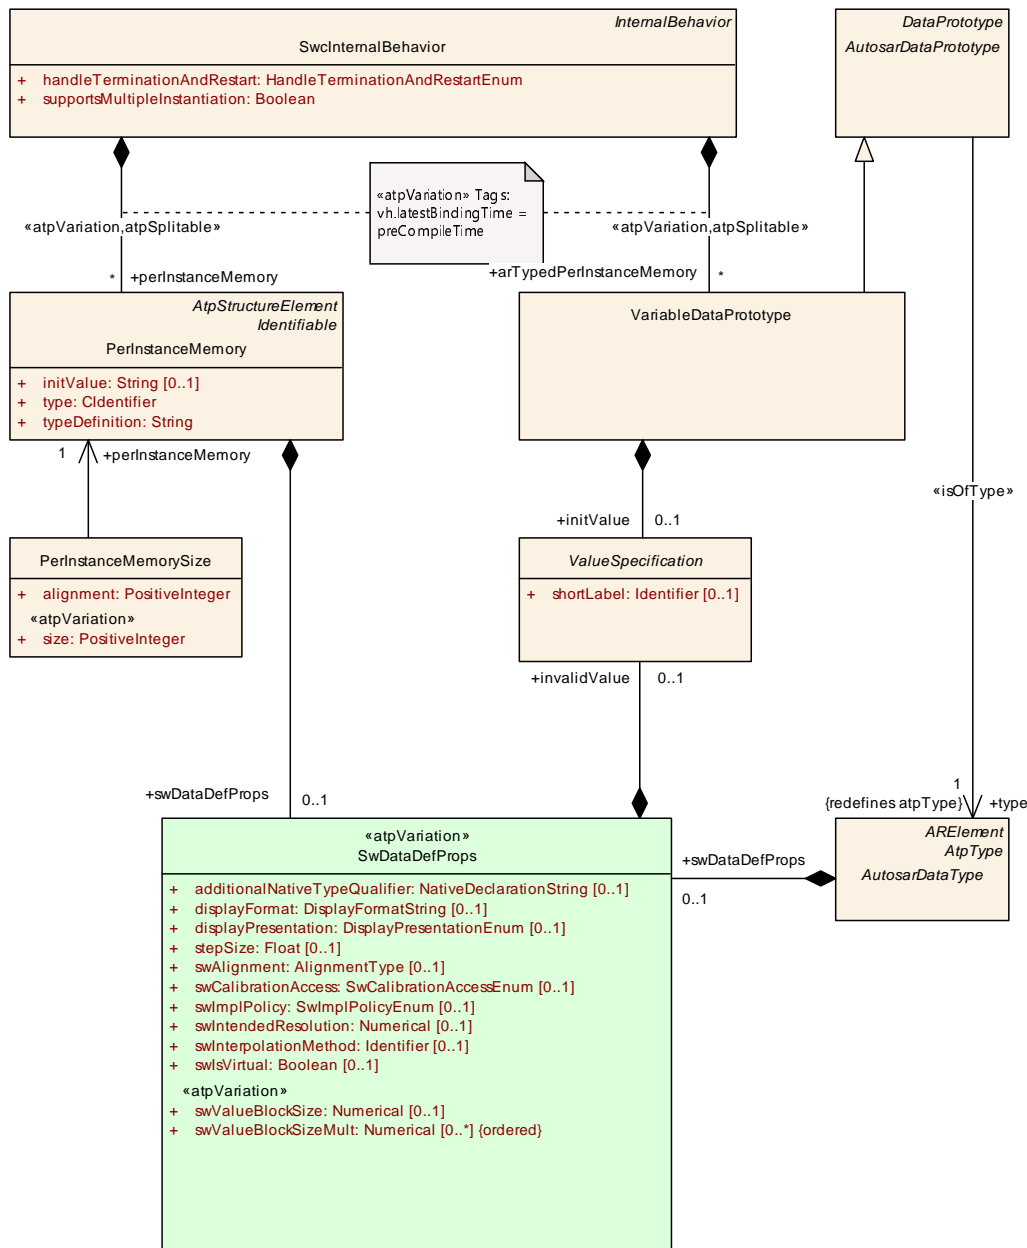 InternalBehavior
SwcInternalBehavior
+ handleTerminationAndRestart: HandleTerminationAndRestartEnum
+ supportsMultipleInstantiation: Boolean
DataPrototype
AutosarDataPrototype
«atpVariation» Tags:
vh.latestBindingTime =
preCompileTime
«atpVariation,atpSplitable»
«atpVariation,atpSplitable»
* +perInstanceMemory
+arTypedPerInstanceMemory *
AtpStructureElement
Identifiable
PerInstanceMemory
+ initValue: String [0..1]
+ type: CIdentifier
+ typeDefinition: String
VariableDataPrototype
1 +perInstanceMemory
«isOfType»
+initValue 0..1
PerInstanceMemorySize
+ alignment: PositiveInteger
«atpVariation»
+ size: PositiveInteger
ValueSpecification
+ shortLabel: Identifier [0..1]
+invalidValue 0..1
+swDataDefProps 0..1
1
{redefines atpType} +type
ARElement
AtpType
AutosarDataType
+swDataDefProps
0..1
«atpVariation»
SwDataDefProps
+ additionalNativeTypeQualifier: NativeDeclarationString [0..1]
+ displayFormat: DisplayFormatString [0..1]
+ displayPresentation: DisplayPresentationEnum [0..1]
+ stepSize: Float [0..1]
+ swAlignment: AlignmentType [0..1]
+ swCalibrationAccess: SwCalibrationAccessEnum [0..1]
+ swImplPolicy: SwImplPolicyEnum [0..1]
+ swIntendedResolution: Numerical [0..1]
+ swInterpolationMethod: Identifier [0..1]
+ swIsVirtual: Boolean [0..1]
«atpVariation»
+ swValueBlockSize: Numerical [0..1]
+ swValueBlockSizeMult: Numerical [0..*] {ordered}